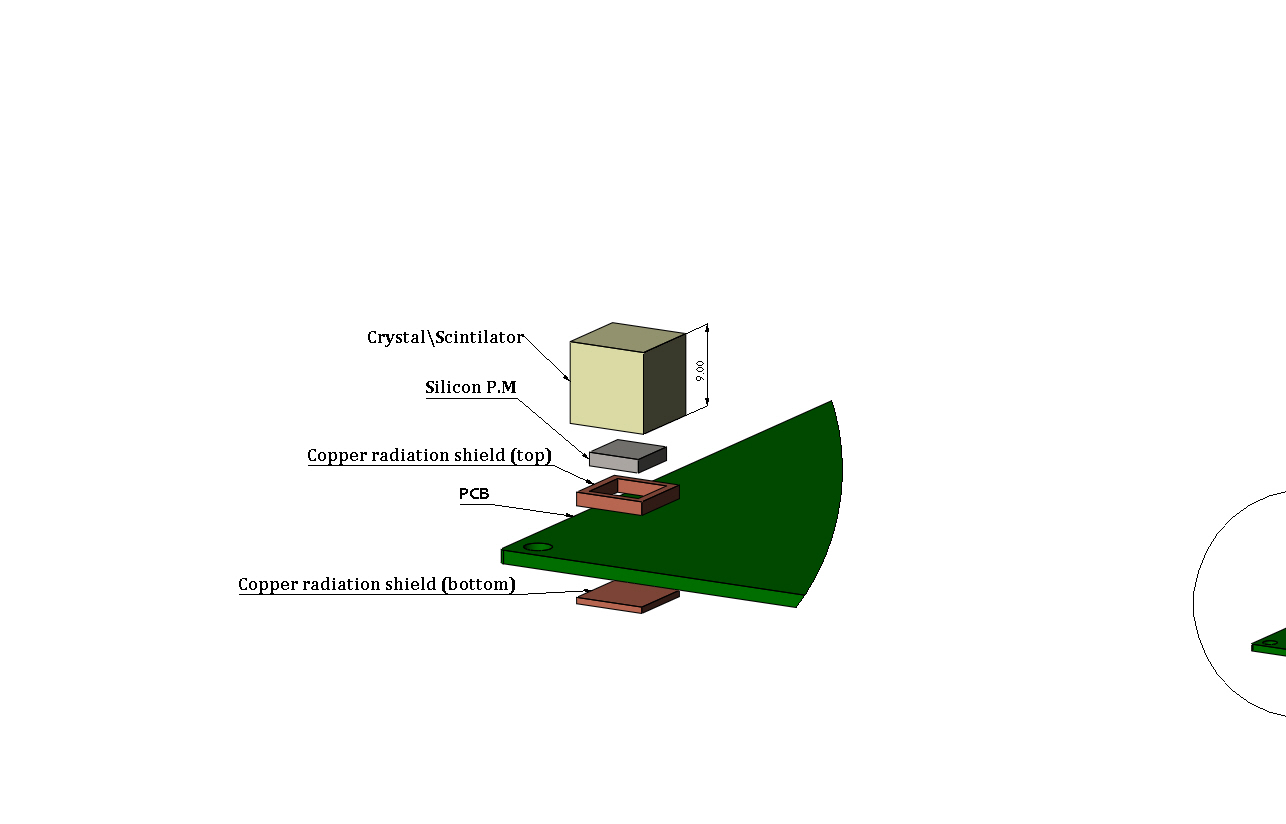 Crystal\Scintilator
9.00
Silicon P.M
Copper radiation shield (top)
PCB
Copper radiation shield (bottom)